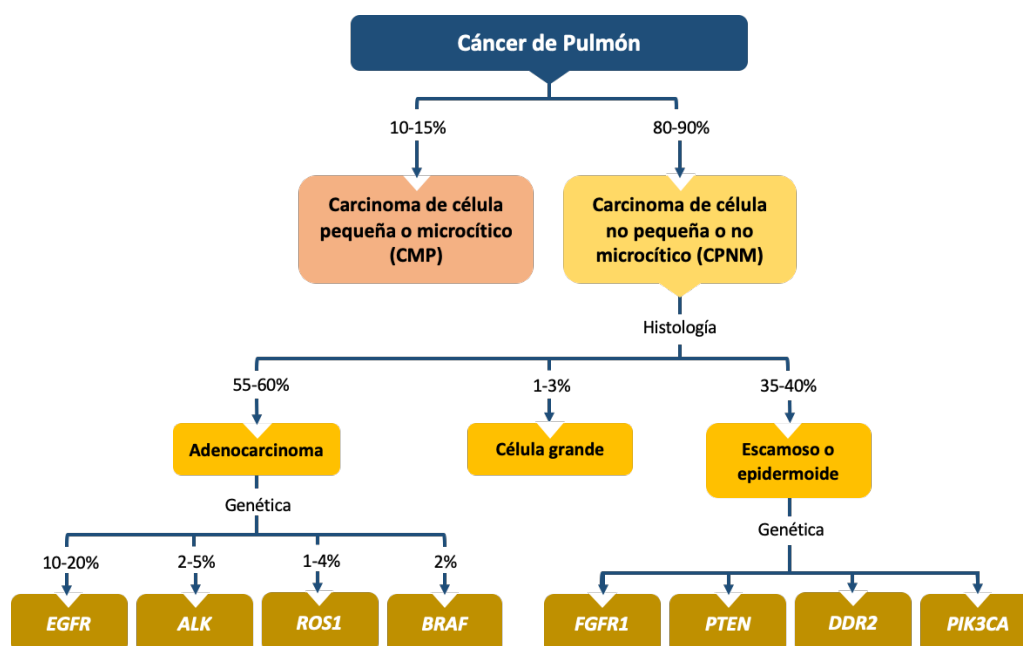 Cáncer de Pulmón
10-15%
80-90%
Carcinoma de célula
pequeña o microcítico
(CMP)
Carcinoma de célula
no pequeña o no
microcítico (CPNM)
Histología
55-60%
1-3%
35-40%
Adenocarcinoma
Célula grande
Escamoso o
epidermoide
Genética
Genética
10-20%
2-5%
1-4%
2%
EGFR
ALK
ROS1
BRAF
FGFR1
PTEN
DDR2
PIK3CA